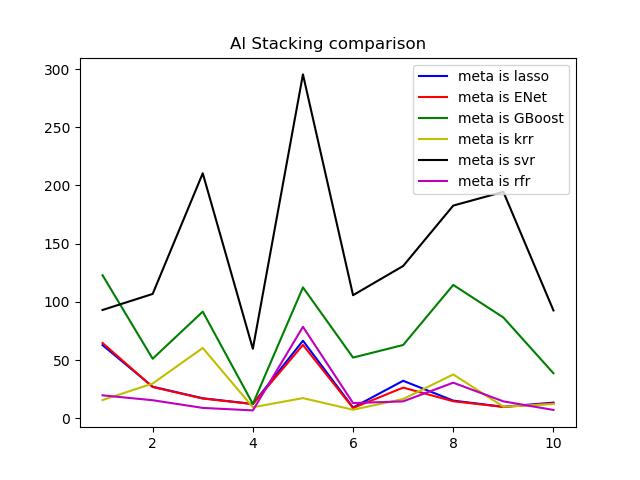 AI Stacking comparison
300
250
200
150
100
50
0
2
4
6
8
10
meta is lasso
meta is ENet
meta is GBoost
meta is krr
meta is svr
meta is rfr